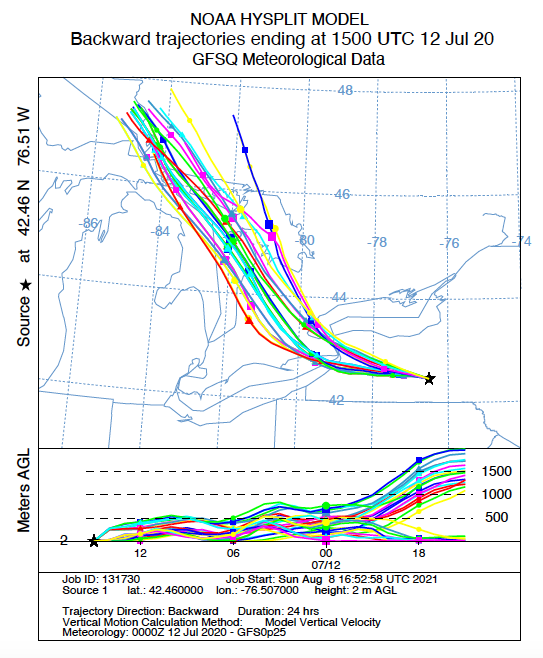 NOAA HYSPLIT MODEL
Backward trajectories ending at 1500 UTC 12 Jul 20
GFSQ Meteorological Data
Source ★ at 42.46 N 76.51 W
48
46
-86
-84
-80
-78
-76
-74
44
42
Meters AGL
1500
1000
500
2
12
06
00
18
07/12
Job ID: 131730 Job Start: Sun Aug 8 16:52:58 UTC 2021
Source 1 lat.: 42.460000 lon.: -76.507000 height: 2 m AGL
Trajectory Direction: Backward Duration: 24 hrs
Vertical Motion Calculation Method: Model Vertical Velocity
Meteorology: 0000Z 12 Jul 2020 - GFS0p25